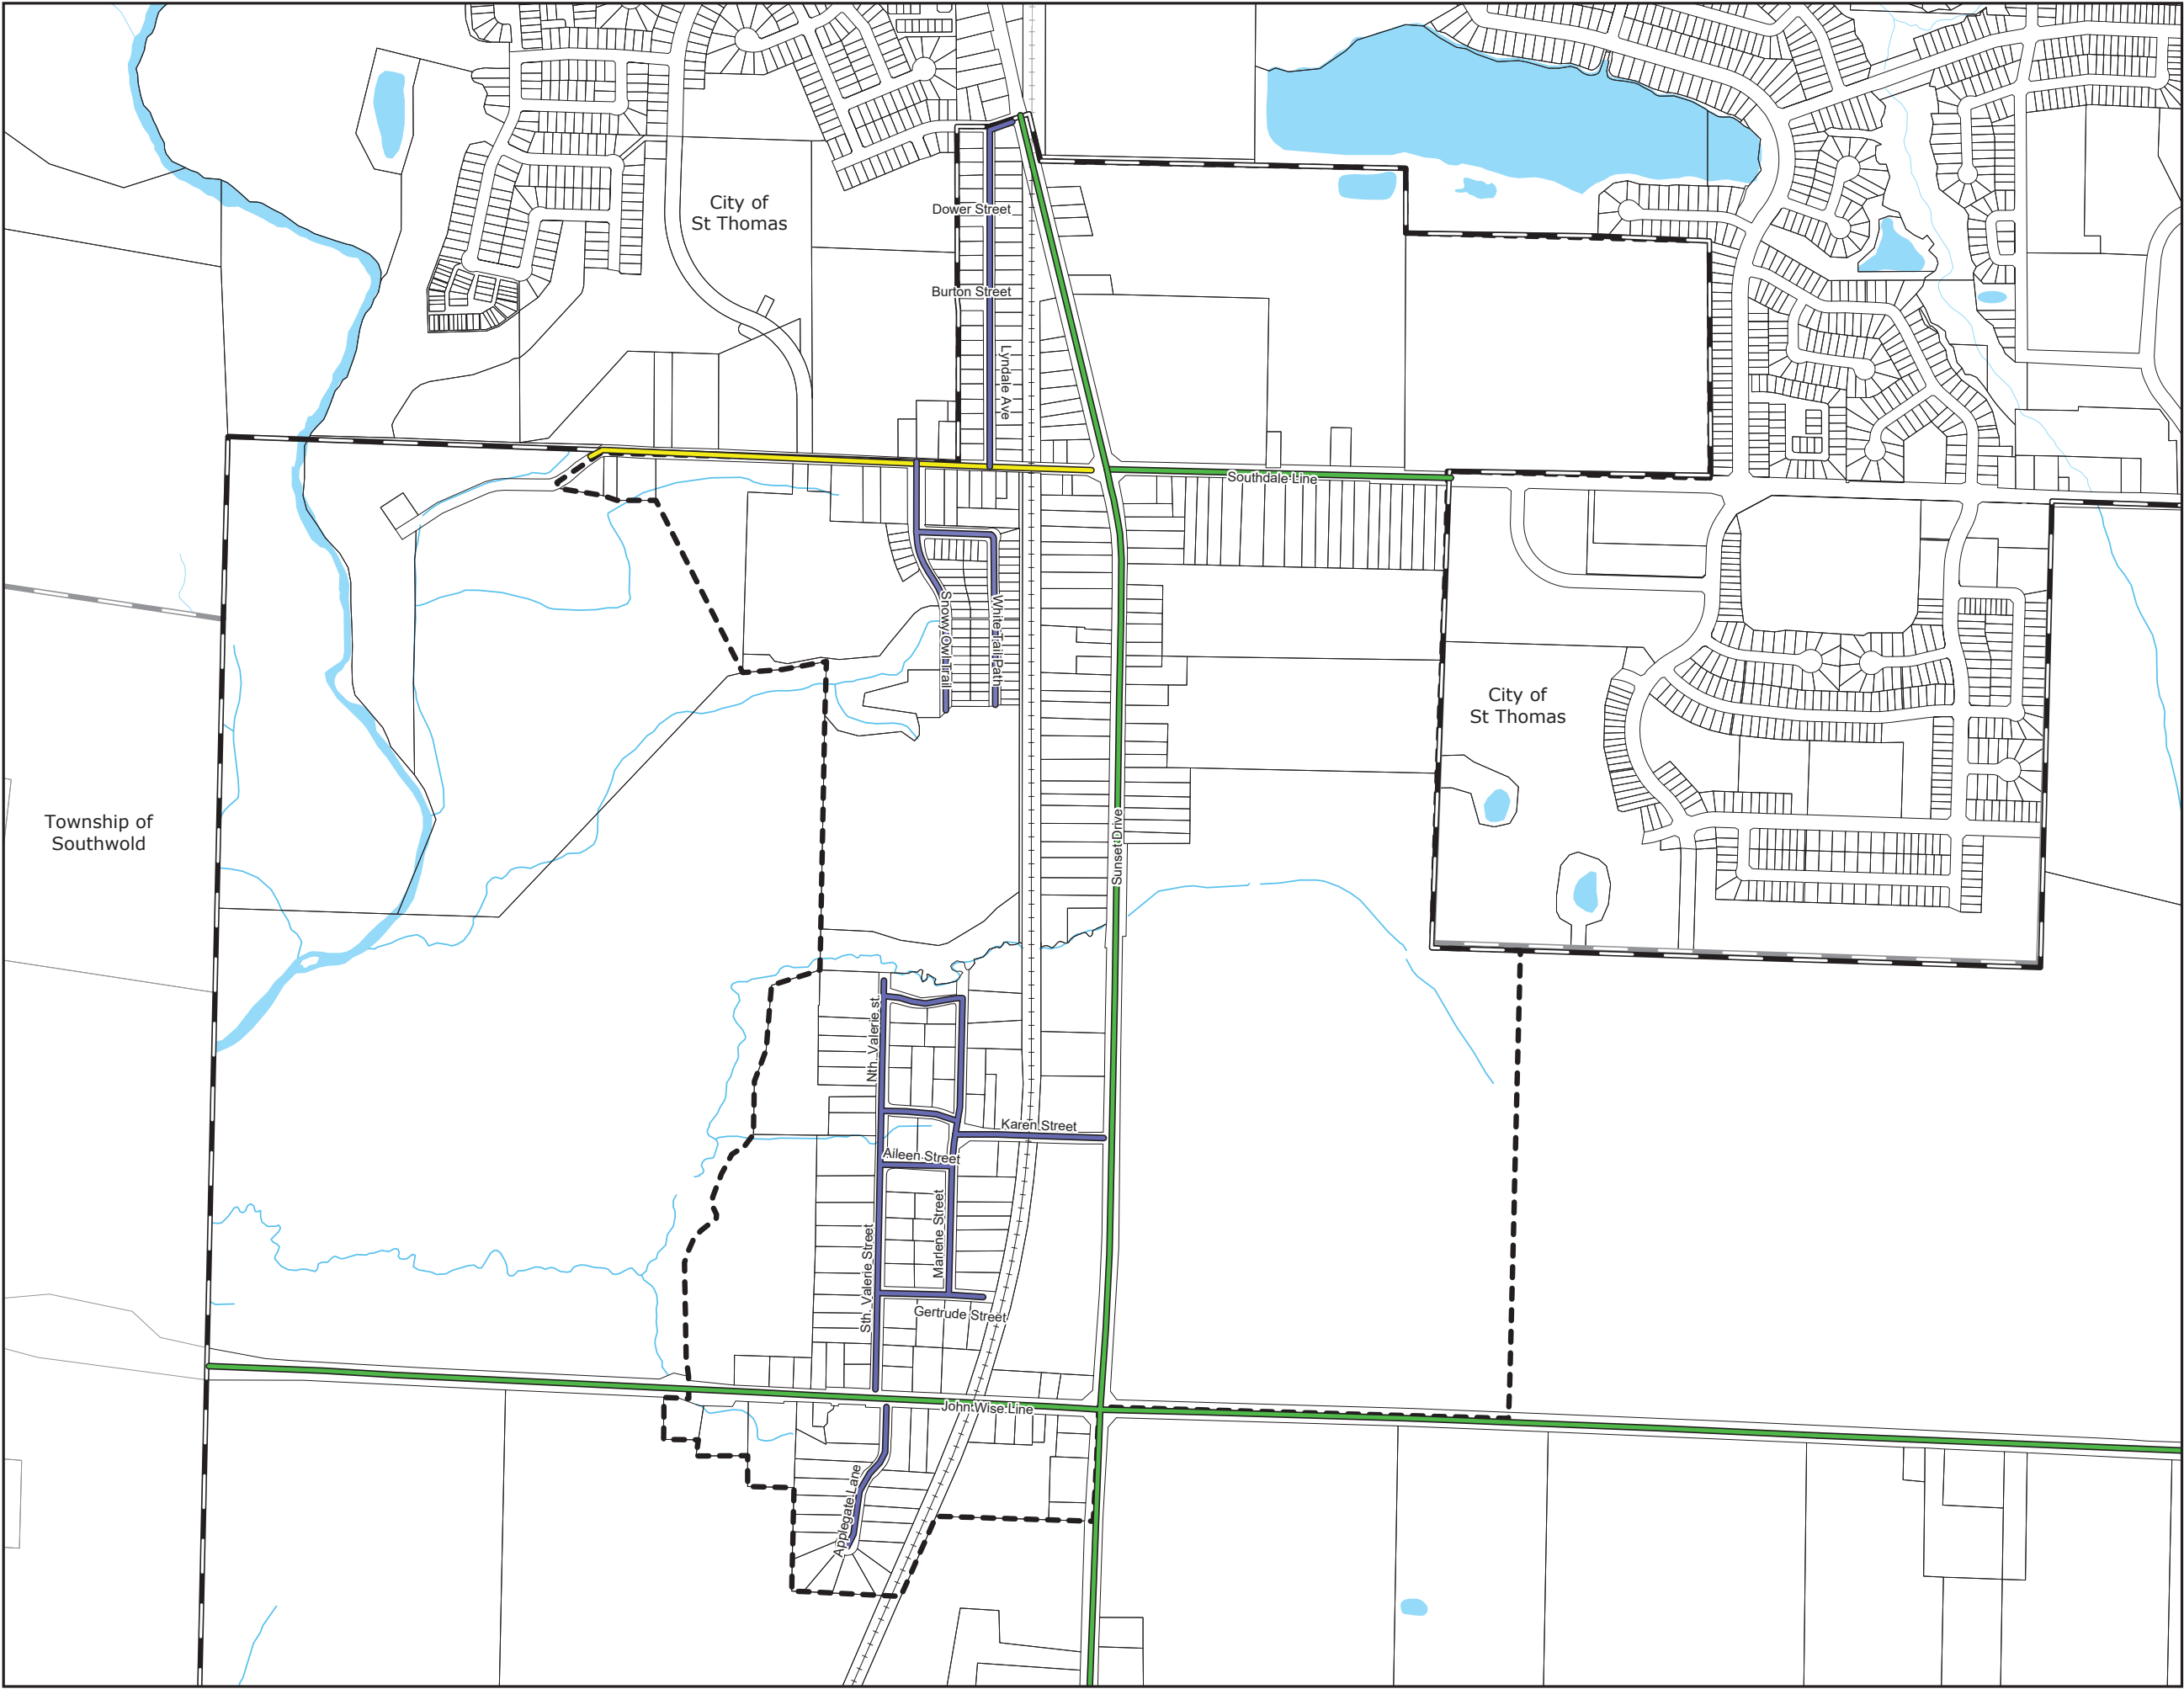 City of
St Thomas
Dower Street
Burton Street
Lyndale Ave
Southdale Line
Snowy Owl Trail
White Tail Path
City of
St Thomas
Township of
Southwold
Sunset Drive
Nth. Valerie st.
Karen Street
Aileen Street
Marlene Street
Sth. Valerie Street
Gertrude Street
John Wise Line
Applegate Lane